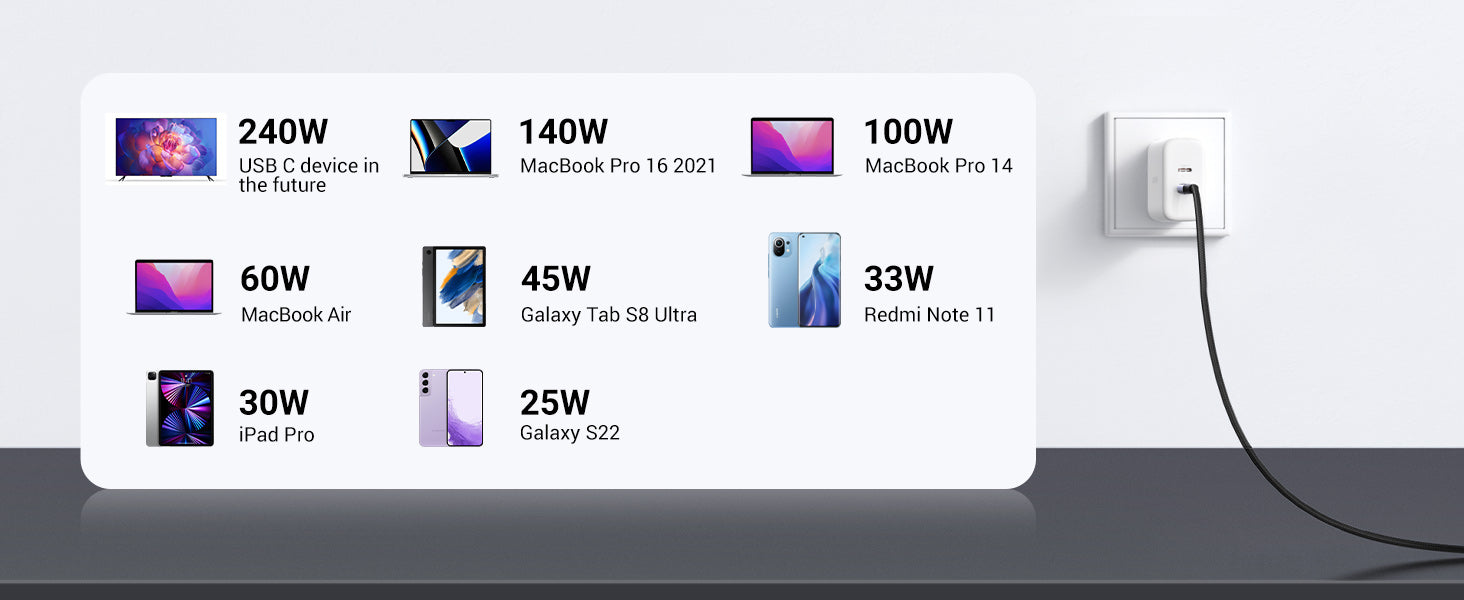 240W
USB C device in
the future
140W
MacBook Pro 16 2021
100W
MacBook Pro 14
60W
MacBook Air
45W
Galaxy Tab S8 Ultra
33W
Redmi Note 11
30W
iPad Pro
25W
Galaxy S22